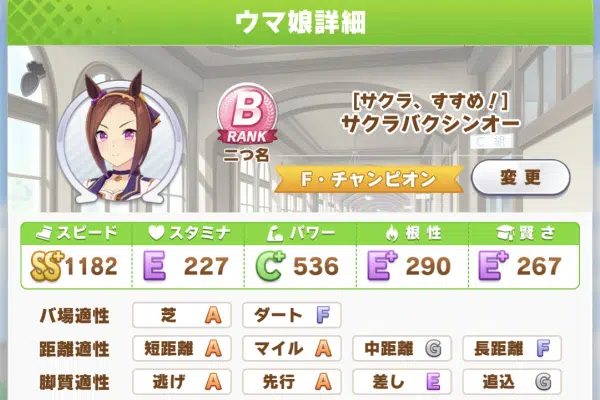 ウマ娘詳細
B
RANK
二つ名
[サクラ、すすめ!]
サクラバクシンオー
F・チャンピオン
変更
スピード スタミナ パワー 根性 賢さ
SS+ 1182 E 227 C+ 536 E+ 290 E+ 267
バ場適性 芝 A ダート F
距離適性 短距離 A マイル A 中距離 G 長距離 F
脚質適性 逃げ A 先行 A 差し E 追込 G